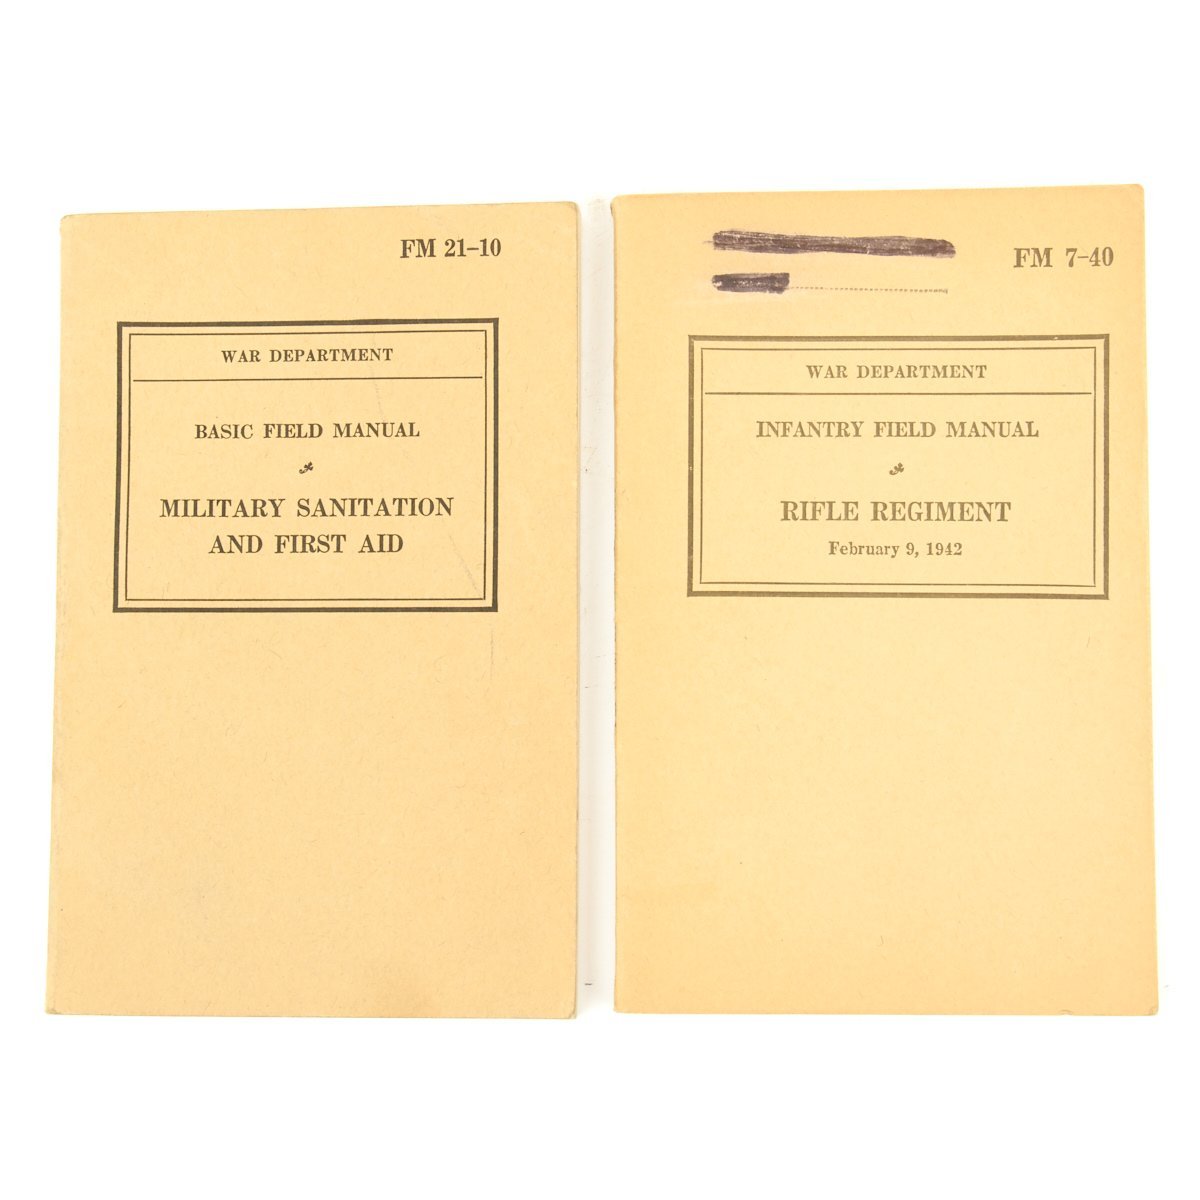 FM 21-10
WAR DEPARTMENT
BASIC FIELD MANUAL
MILITARY SANITATION
AND FIRST AID
FM 7-40
WAR DEPARTMENT
INFANTRY FIELD MANUAL
RIFLE REGIMENT
February 9, 1942